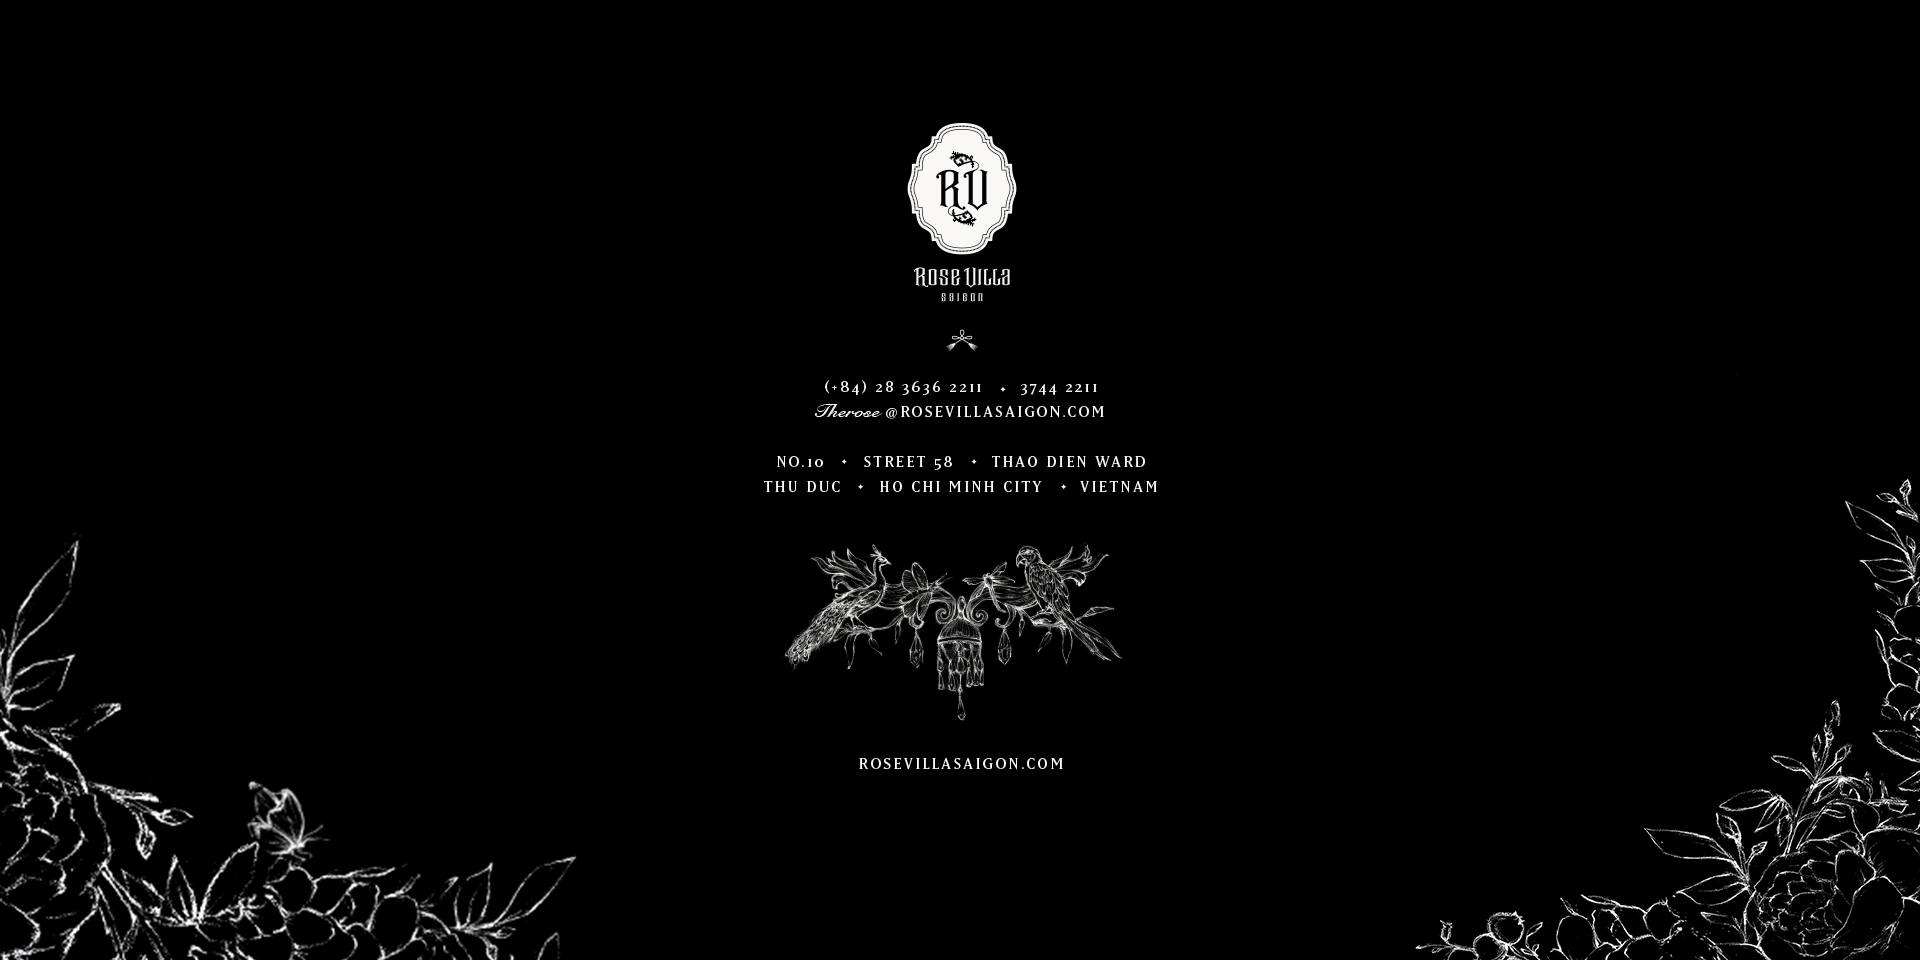 RV
Rose Villa
SAIGON
(+84) 28 3636 2211 ✦ 3744 2211
Therose @ROSEVILLASAIGON.COM
NO.10 ✦ STREET 58 ✦ THAO DIEN WARD
THU DUC ✦ HO CHI MINH CITY ✦ VIETNAM
ROSEVILLASAIGON.COM